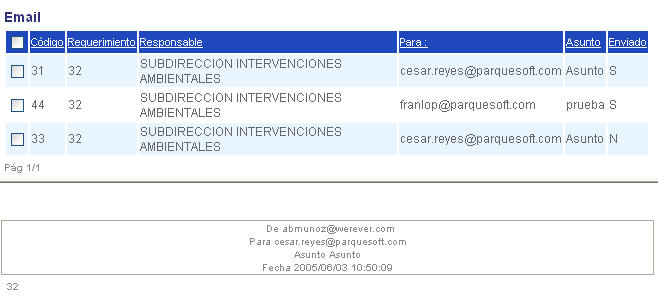 Email
Código Requerimiento Responsable Para : Asunto Enviado
31 32 SUBDIRECCION INTERVENCIONES AMBIENTALES cesar.reyes@parquesoft.com Asunto S
44 32 SUBDIRECCION INTERVENCIONES AMBIENTALES franlop@parquesoft.com prueba S
33 32 SUBDIRECCION INTERVENCIONES AMBIENTALES cesar.reyes@parquesoft.com Asunto N
Pág 1/1
De abmunoz@werever.com
Para cesar.reyes@parquesoft.com
Asunto Asunto
Fecha 2005/06/03 10:50:09
32